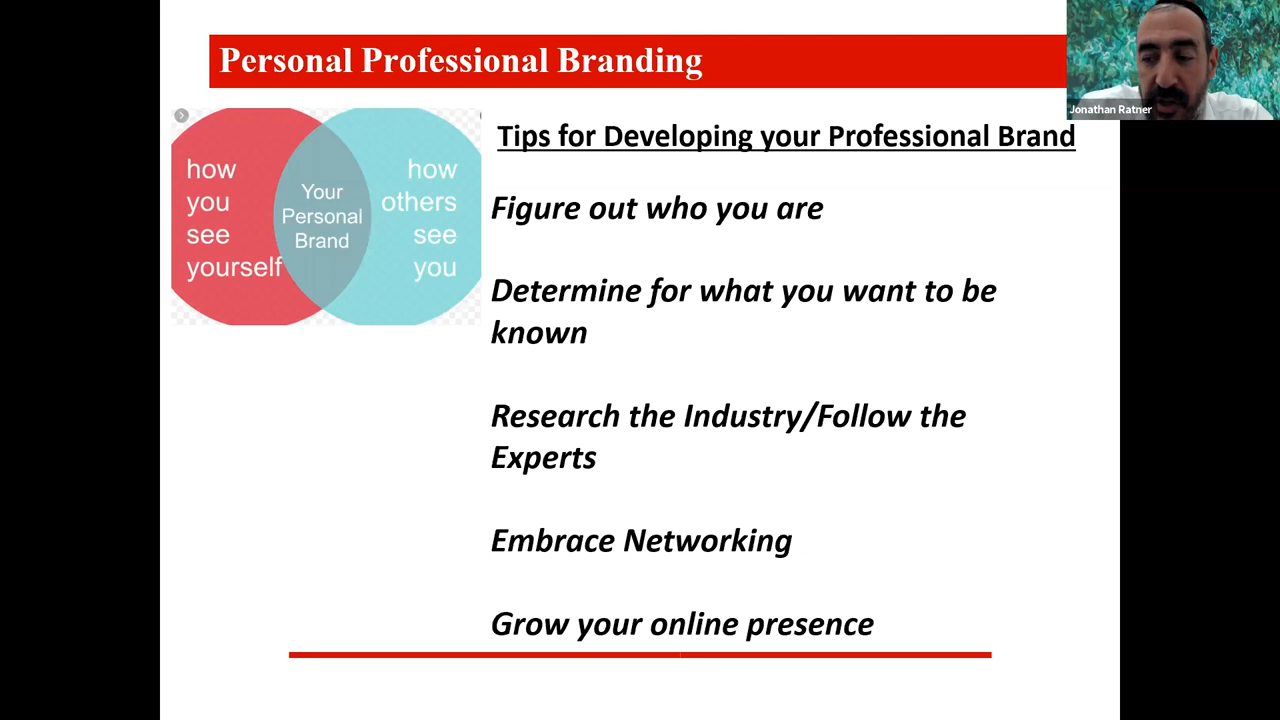 Personal Professional Branding
Jonathan Ratner
how
you
see
yourself
Your
Personal
Brand
how
others
see
you
Tips for Developing your Professional Brand
Figure out who you are
Determine for what you want to be
known
Research the Industry/Follow the
Experts
Embrace Networking
Grow your online presence